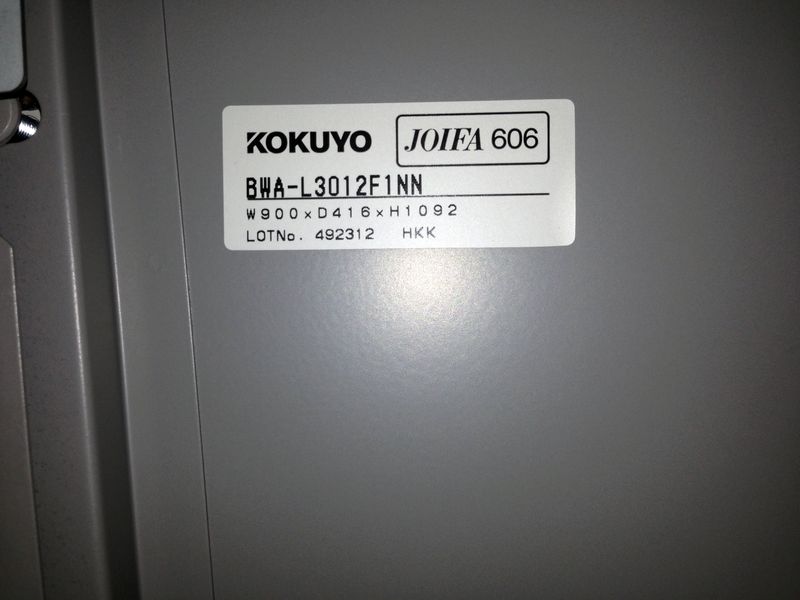 KOKUYO JOIFA 606
BWA-L3012F1NN
W900×D416×H1092
LOTNo. 492312 HKK